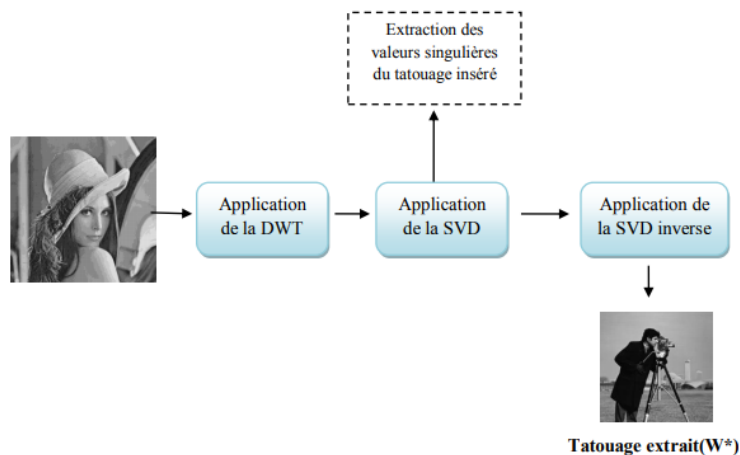 Extraction des
valeurs singulières
du tatouage inséré
Application
de la DWT
Application
de la SVD
Application de
la SVD inverse
Tatouage extrait(W*)